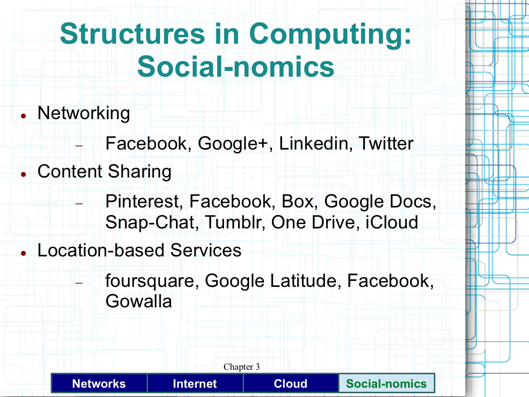 Structures in Computing:
Social-nomics
● Networking
– Facebook, Google+, Linkedin, Twitter
● Content Sharing
– Pinterest, Facebook, Box, Google Docs,
Snap-Chat, Tumblr, One Drive, iCloud
● Location-based Services
– foursquare, Google Latitude, Facebook,
Gowalla
Chapter 3
Networks Internet Cloud Social-nomics